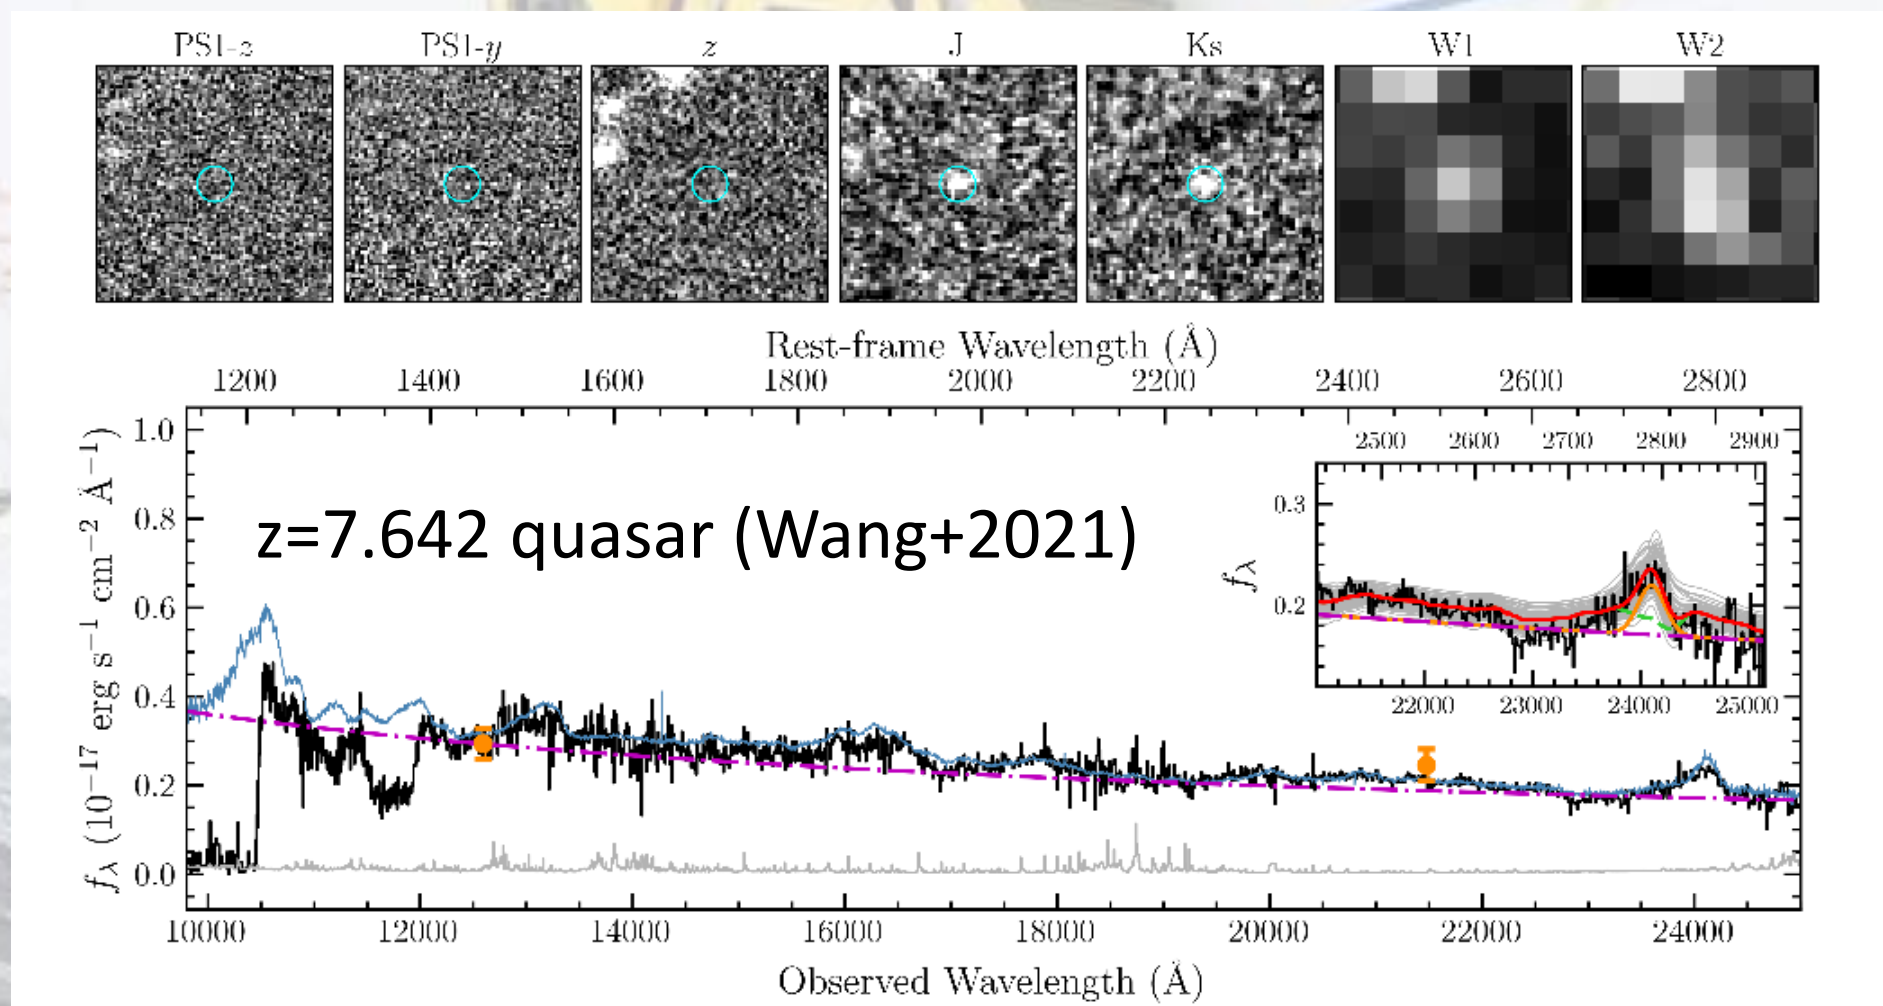 PS1-z PS1-y z J Ks W1 W2
Rest-frame Wavelength (Å)
1200 1400 1600 1800 2000 2200 2400 2600 2800
1.0
0.8
0.6
0.4
0.2
0.0
fλ (10−17 erg s−1 cm−2 Å−1)
z=7.642 quasar (Wang+2021)
2500 2600 2700 2800 2900
0.3
0.2
fλ
22000 23000 24000 25000
10000 12000 14000 16000 18000 20000 22000 24000
Observed Wavelength (Å)